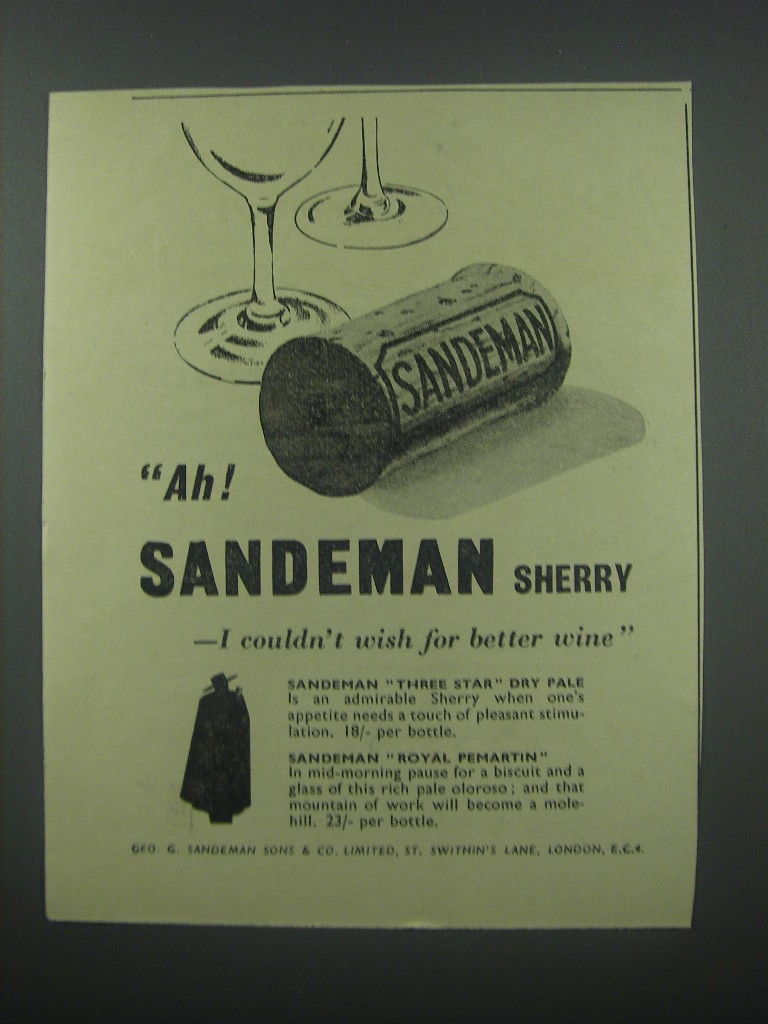 SANDEMAN
"Ah!
SANDEMAN SHERRY
—I couldn't wish for better wine"
SANDEMAN "THREE STAR" DRY PALE
Is an admirable Sherry when one's
appetite needs a touch of pleasant stimu-
lation. 18/- per bottle.
SANDEMAN "ROYAL PEMARTIN"
In mid-morning pause for a biscuit and a
glass of this rich pale oloroso; and that
mountain of work will become a mole-
hill. 23/- per bottle.
GEO G. SANDEMAN SONS & CO. LIMITED, ST. SWITHIN'S LANE, LONDON, E.C.4.